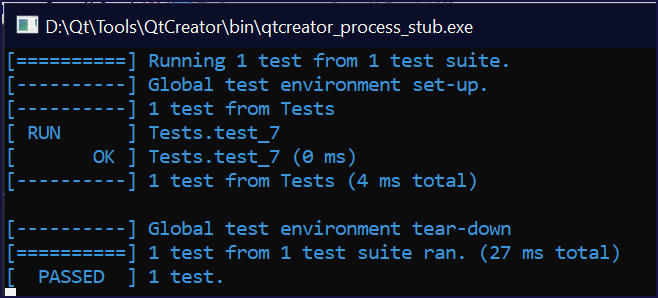 D:\Qt\Tools\QtCreator\bin\qtcreator_process_stub.exe
[==========] Running 1 test from 1 test suite.
[----------] Global test environment set-up.
[----------] 1 test from Tests
[ RUN      ] Tests.test_7
[       OK ] Tests.test_7 (0 ms)
[----------] 1 test from Tests (4 ms total)
[----------] Global test environment tear-down
[==========] 1 test from 1 test suite ran. (27 ms total)
[  PASSED  ] 1 test.